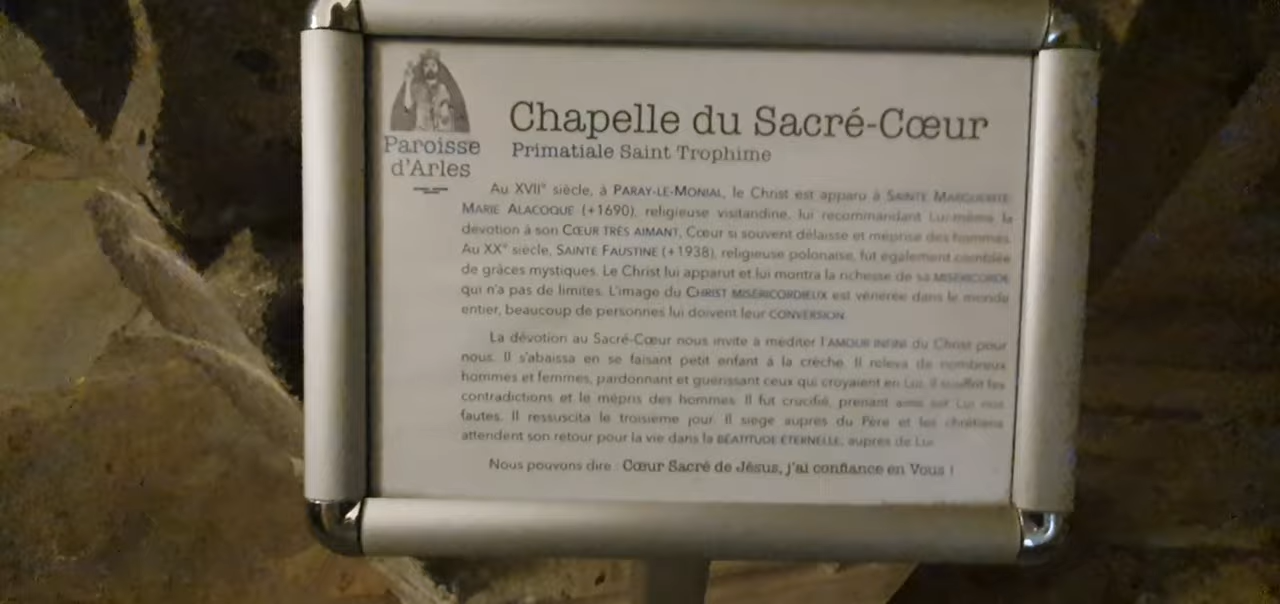 Chapelle du Sacré-Cœur
Primatiale Saint Trophime
Paroisse
d'Arles
Au XVIIe siècle, à PARAY-LE-MONIAL, le Christ est apparu à SAINTE MARGUERITE
MARIE ALACOQUE (+1690), religieuse visitandine, lui recommandant Lui-même la
dévotion à son CŒUR TRÈS AIMANT, Cœur si souvent délaissé et méprisé des hommes.
Au XXe siècle, SAINTE FAUSTINE (+1938), religieuse polonaise, fut également comblée
de grâces mystiques. Le Christ lui apparut et lui montra la richesse de sa MISÉRICORDE
qui n'a pas de limites. L'image du CHRIST MISÉRICORDIEUX est vénérée dans le monde
entier, beaucoup de personnes lui doivent leur CONVERSION.
La dévotion au Sacré-Cœur nous invite à méditer l'AMOUR INFINI du Christ pour
nous. Il s'abaissa en se faisant petit enfant à la crèche. Il releva de nombreux
hommes et femmes, pardonnant et guérissant ceux qui croyaient en Lui. Il souffrit les
contradictions et le mépris des hommes. Il fut crucifié, prenant ainsi sur Lui nos
fautes. Il ressuscita le troisième jour. Il siège auprès du Père et les chrétiens
attendent son retour pour la vie dans la BÉATITUDE ÉTERNELLE, auprès de Lui.
Nous pouvons dire : Cœur Sacré de Jésus, j'ai confiance en Vous !